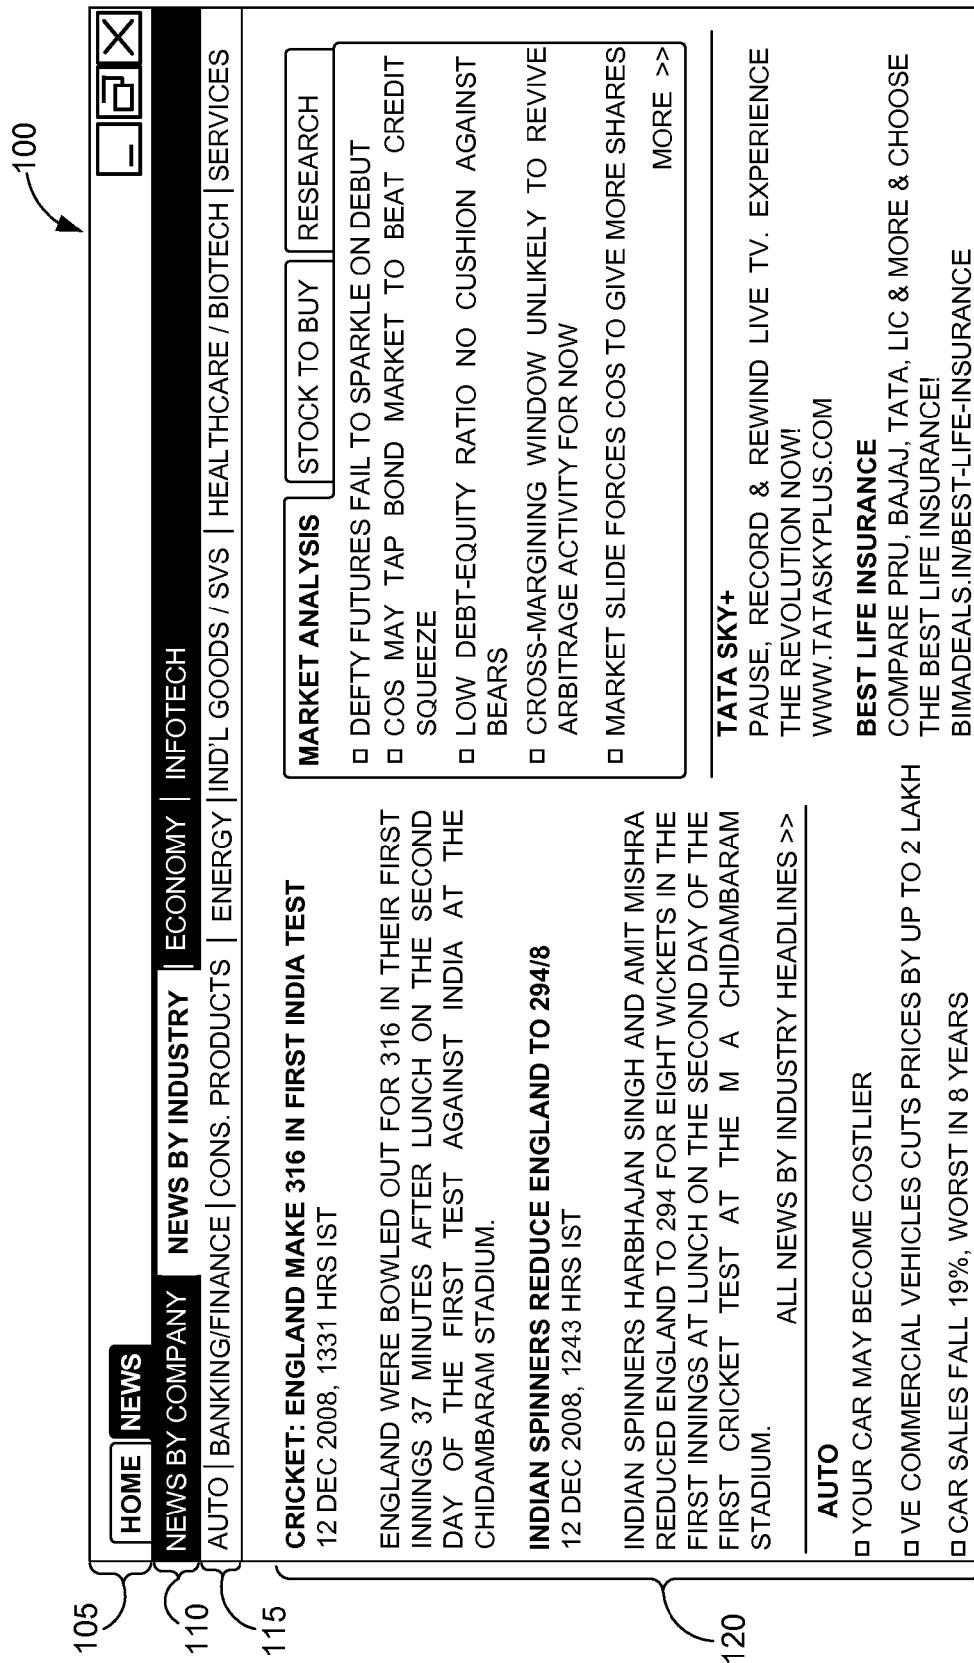 100
105
HOME
NEWS
110
NEWS BY COMPANY
NEWS BY INDUSTRY
ECONOMY | INFOTECH
115
AUTO | BANKING/FINANCE | CONS. PRODUCTS | ENERGY | IND'L GOODS / SVS | HEALTHCARE / BIOTECH | SERVICES
120
CRICKET: ENGLAND MAKE 316 IN FIRST INDIA TEST
12 DEC 2008, 1331 HRS IST
ENGLAND WERE BOWLED OUT FOR 316 IN THEIR FIRST
INNINGS 37 MINUTES AFTER LUNCH ON THE SECOND
DAY OF THE FIRST TEST AGAINST INDIA AT THE
CHIDAMBARAM STADIUM.
INDIAN SPINNERS REDUCE ENGLAND TO 294/8
12 DEC 2008, 1243 HRS IST
INDIAN SPINNERS HARBHAJAN SINGH AND AMIT MISHRA
REDUCED ENGLAND TO 294 FOR EIGHT WICKETS IN THE
FIRST INNINGS AT LUNCH ON THE SECOND DAY OF THE
FIRST CRICKET TEST AT THE M A CHIDAMBARAM
STADIUM.
ALL NEWS BY INDUSTRY HEADLINES >>
AUTO
YOUR CAR MAY BECOME COSTLIER
VE COMMERCIAL VEHICLES CUTS PRICES BY UP TO 2 LAKH
CAR SALES FALL 19%, WORST IN 8 YEARS
MARKET ANALYSIS
STOCK TO BUY
RESEARCH
DEFTY FUTURES FAIL TO SPARKLE ON DEBUT
COS MAY TAP BOND MARKET TO BEAT CREDIT
SQUEEZE
LOW DEBT-EQUITY RATIO NO CUSHION AGAINST
BEARS
CROSS-MARGINING WINDOW UNLIKELY TO REVIVE
ARBITRAGE ACTIVITY FOR NOW
MARKET SLIDE FORCES COS TO GIVE MORE SHARES
MORE >>
TATA SKY+
PAUSE, RECORD & REWIND LIVE TV. EXPERIENCE
THE REVOLUTION NOW!
WWW.TATASKYPLUS.COM
BEST LIFE INSURANCE
COMPARE PRU, BAJAJ, TATA, LIC & MORE & CHOOSE
THE BEST LIFE INSURANCE!
BIMADEALS.IN/BEST-LIFE-INSURANCE